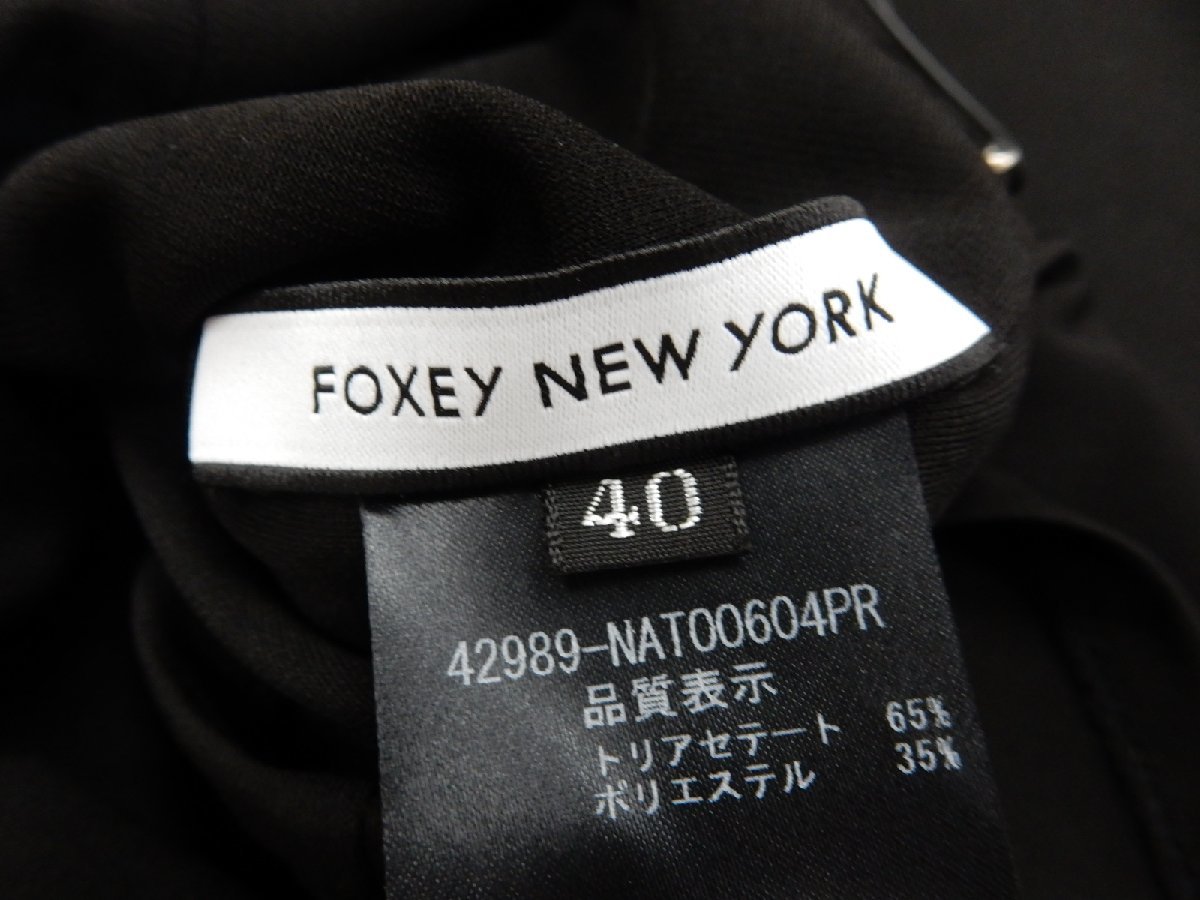 FOXEY NEW YORK
40
42989-NAT00604PR
品質表示
トリアセテート 65%
ポリエステル 35%